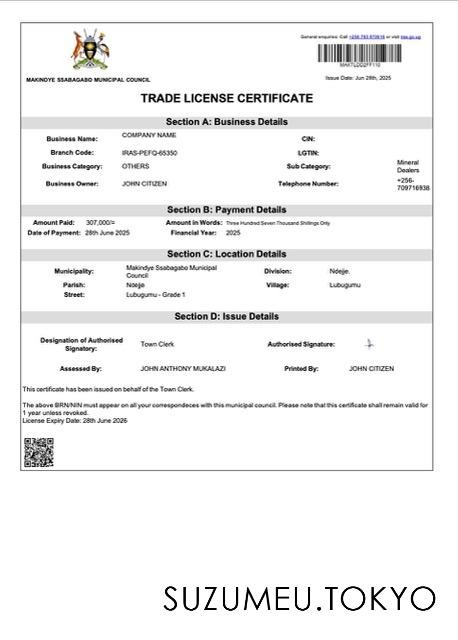 General enquiries: Call +256-783 870616 or visit iras.go.ug
MAKTLDD2FF110
MAKINDYE SSABAGABO MUNICIPAL COUNCIL
Issue Date: Jun 28th, 2025
TRADE LICENSE CERTIFICATE
Section A: Business Details
Business Name: COMPANY NAME CIN:
Branch Code: IRAS-PEFQ-65350 LGTIN:
Business Category: OTHERS Sub Category: Mineral Dealers
Business Owner: JOHN CITIZEN Telephone Number: +256-709716938
Section B: Payment Details
Amount Paid: 307,000/= Amount in Words: Three Hundred Seven Thousand Shillings Only
Date of Payment: 28th June 2025 Financial Year: 2025
Section C: Location Details
Municipality: Makindye Ssabagabo Municipal Council Division: Ndejje.
Parish: Ndejje Village: Lubugumu
Street: Lubugumu - Grade 1
Section D: Issue Details
Designation of Authorised Signatory: Town Clerk Authorised Signature:
Assessed By: JOHN ANTHONY MUKALAZI Printed By: JOHN CITIZEN
This certificate has been issued on behalf of the Town Clerk.
The above BRN/NIN must appear on all your correspondeces with this municipal council. Please note that this certificate shall remain valid for
1 year unless revoked.
License Expiry Date: 28th June 2026
SUZUMEU.TOKYO